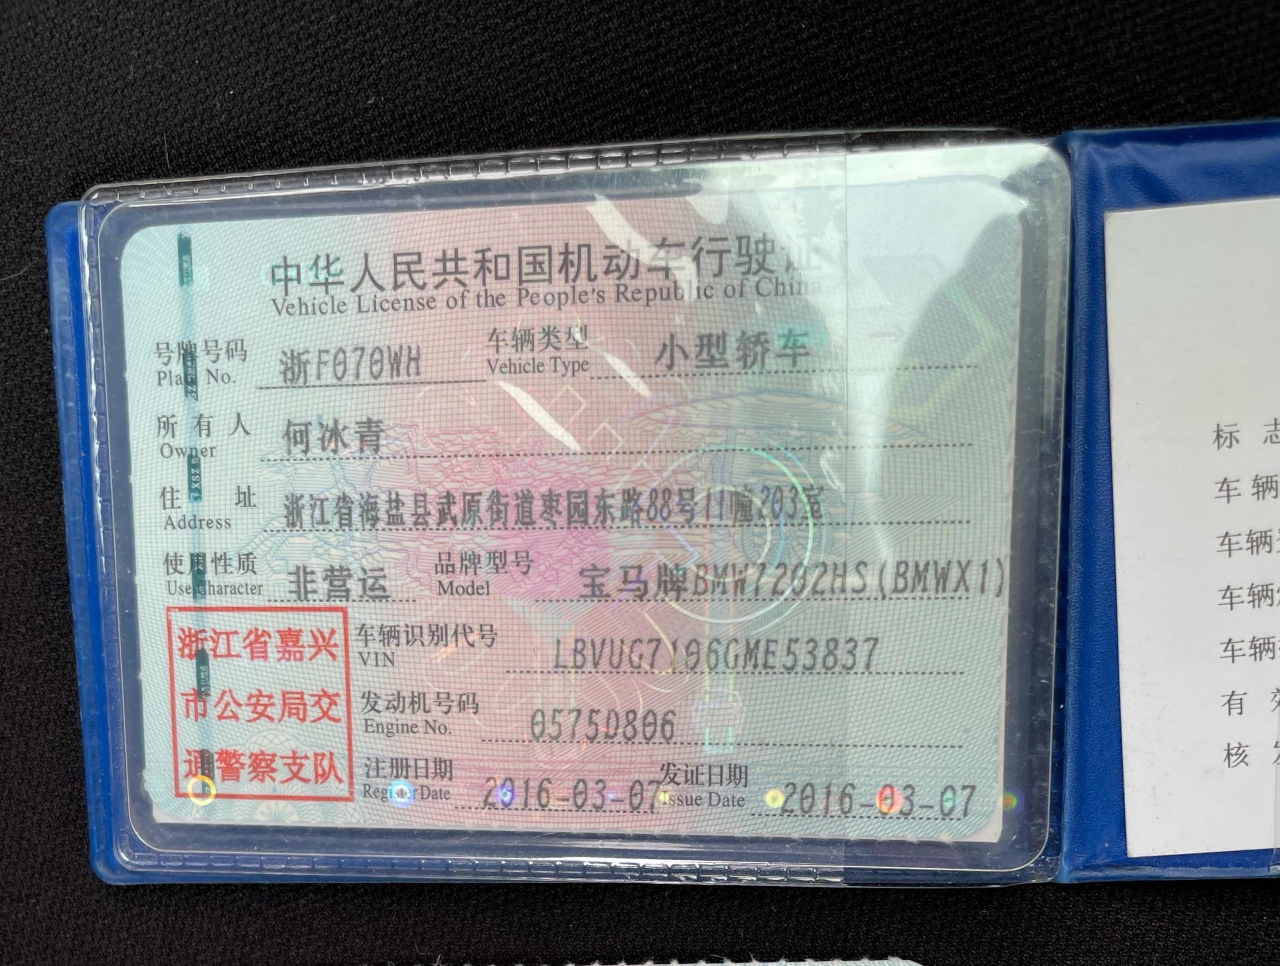 中华人民共和国机动车行驶证
Vehicle License of the People's Republic of China
号牌号码 浙F070WH 车辆类型 小型轿车
Plate No. Vehicle Type
所有人 何冰青
Owner
住址 浙江省海盐县武原街道枣园东路88号11幢203室
Address
使用性质 非营运 品牌型号 宝马牌BMW7202HS(BMWX1)
Use Character Model
浙江省嘉兴
市公安局交
通警察支队
车辆识别代号 LBVUG7106GME53837
VIN
发动机号码 0575D806
Engine No.
注册日期 2016-03-07 发证日期 2016-03-07
Register Date Issue Date
标志
车辆
车辆
车辆
车辆
有效
核发